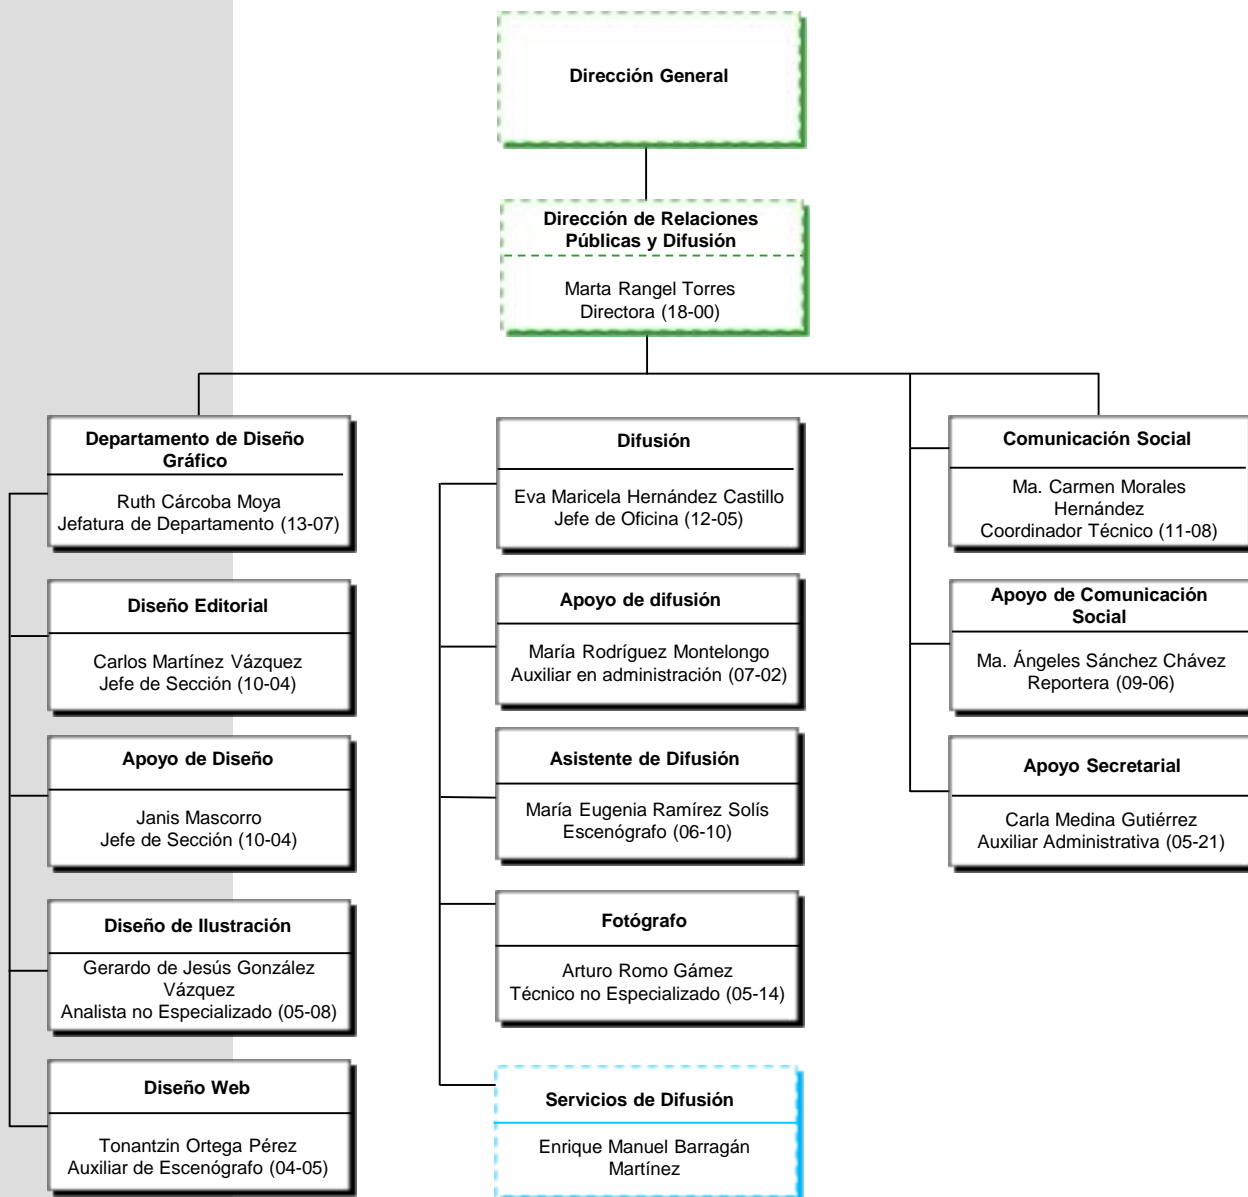 Dirección General
Dirección de Relaciones
Públicas y Difusión
Marta Rangel Torres
Directora (18-00)
Departamento de Diseño
Gráfico
Ruth Cárcoba Moya
Jefatura de Departamento (13-07)
Diseño Editorial
Carlos Martínez Vázquez
Jefe de Sección (10-04)
Apoyo de Diseño
Janis Mascorro
Jefe de Sección (10-04)
Diseño de Ilustración
Gerardo de Jesús González
Vázquez
Analista no Especializado (05-08)
Diseño Web
Tonantzin Ortega Pérez
Auxiliar de Escenógrafo (04-05)
Difusión
Eva Maricela Hernández Castillo
Jefe de Oficina (12-05)
Apoyo de difusión
María Rodríguez Montelongo
Auxiliar en administración (07-02)
Asistente de Difusión
María Eugenia Ramírez Solís
Escenógrafo (06-10)
Fotógrafo
Arturo Romo Gámez
Técnico no Especializado (05-14)
Servicios de Difusión
Enrique Manuel Barragán
Martínez
Comunicación Social
Ma. Carmen Morales
Hernández
Coordinador Técnico (11-08)
Apoyo de Comunicación
Social
Ma. Ángeles Sánchez Chávez
Reportera (09-06)
Apoyo Secretarial
Carla Medina Gutiérrez
Auxiliar Administrativa (05-21)